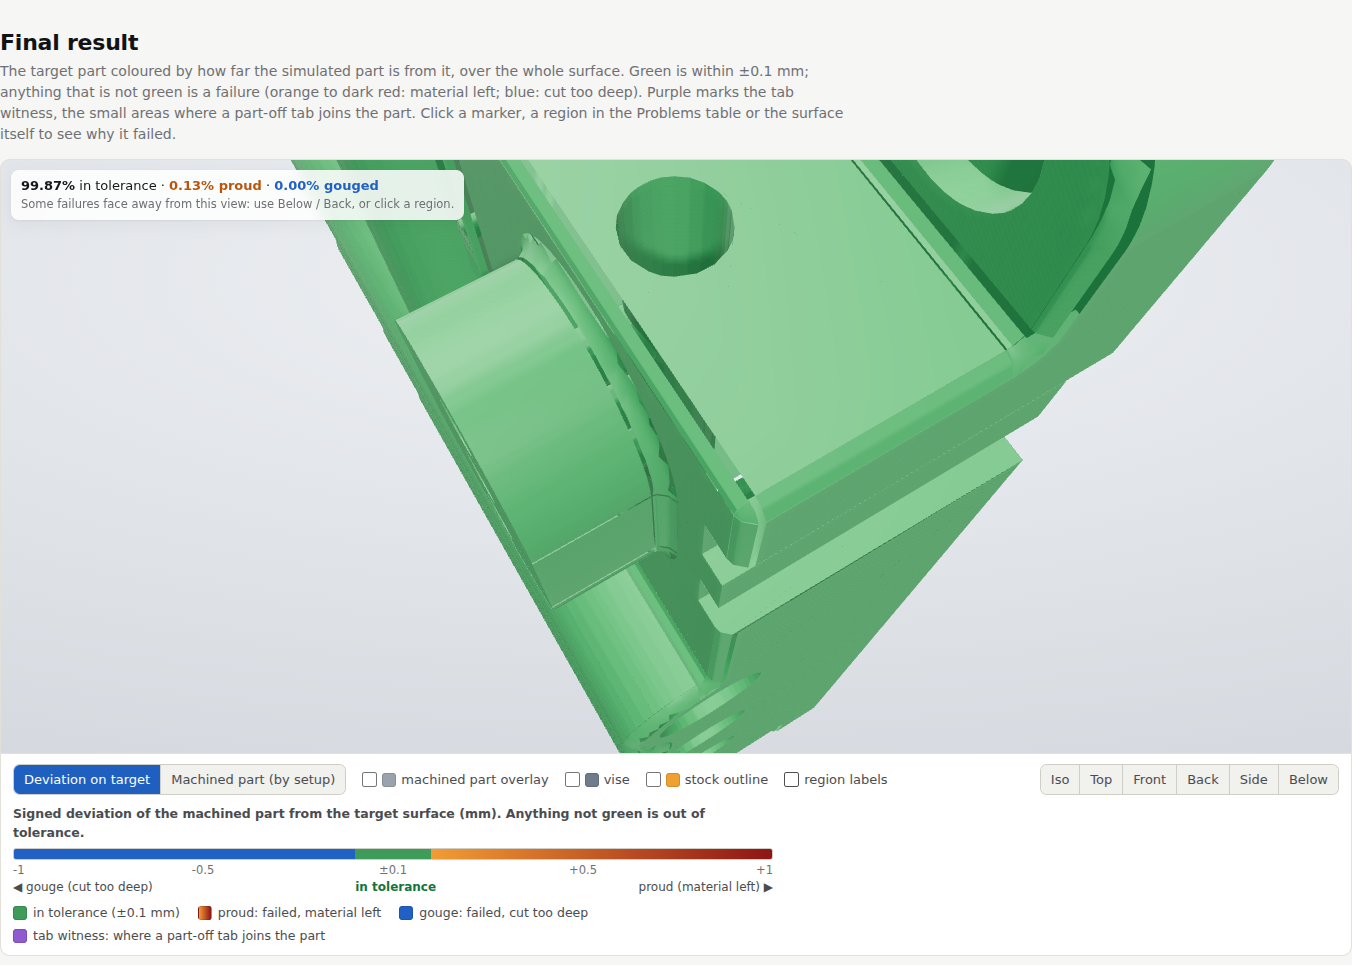 Final result
The target part coloured by how far the simulated part is from it, over the whole surface. Green is within ±0.1 mm;
anything that is not green is a failure (orange to dark red: material left; blue: cut too deep). Purple marks the tab
witness, the small areas where a part-off tab joins the part. Click a marker, a region in the Problems table or the surface
itself to see why it failed.
99.87% in tolerance · 0.13% proud · 0.00% gouged
Some failures face away from this view: use Below / Back, or click a region.
Deviation on target Machined part (by setup) machined part overlay vise stock outline region labels Iso Top Front Back Side Below
Signed deviation of the machined part from the target surface (mm). Anything not green is out of
tolerance.
-1 -0.5 ±0.1 +0.5 +1
◀ gouge (cut too deep) in tolerance proud (material left) ▶
in tolerance (±0.1 mm) proud: failed, material left gouge: failed, cut too deep
tab witness: where a part-off tab joins the part